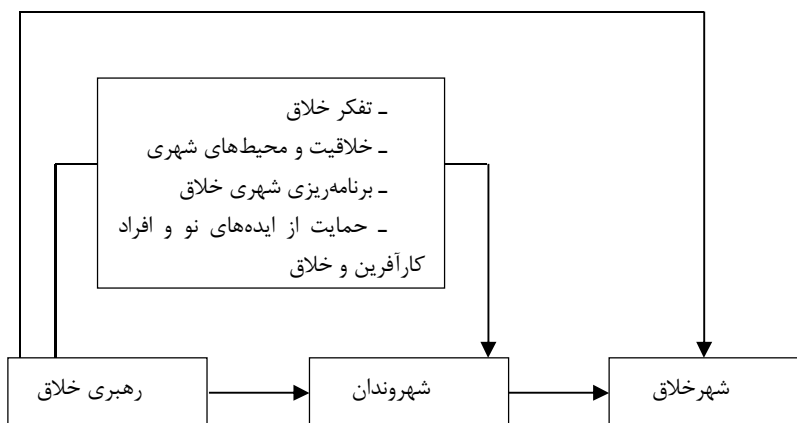 ـ تفکر خلاق
ـ خلاقیت و محیط‌های شهری
ـ برنامه‌ریزی شهری خلاق
ـ حمایت از ایده‌های نو و افراد
کارآفرین و خلاق
رهبری خلاق
شهروندان
شهرخلاق